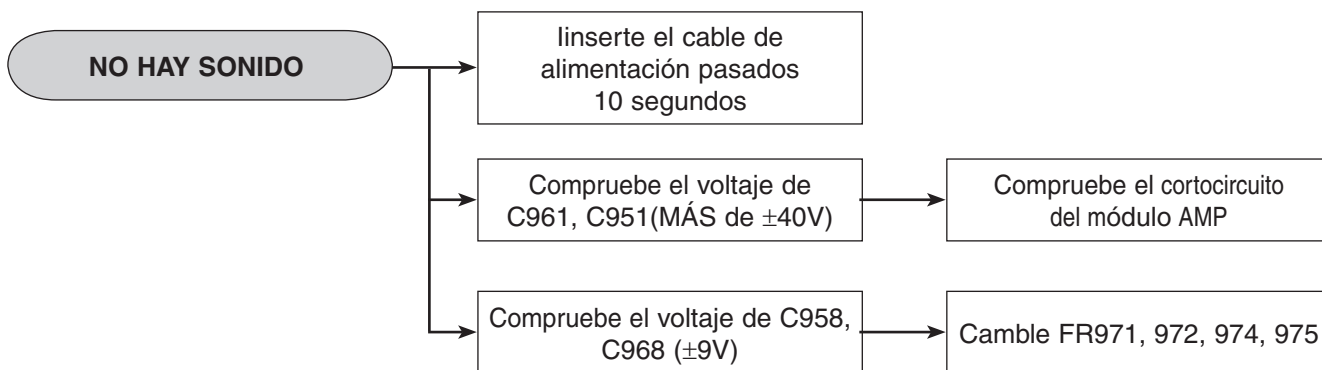 NO HAY SONIDO
Iinserte el cable de
alimentación pasados
10 segundos
Compruebe el voltaje de
C961, C951(MÁS de ±40V)
Compruebe el cortocircuito
del módulo AMP
Compruebe el voltaje de C958,
C968 (±9V)
Camble FR971, 972, 974, 975